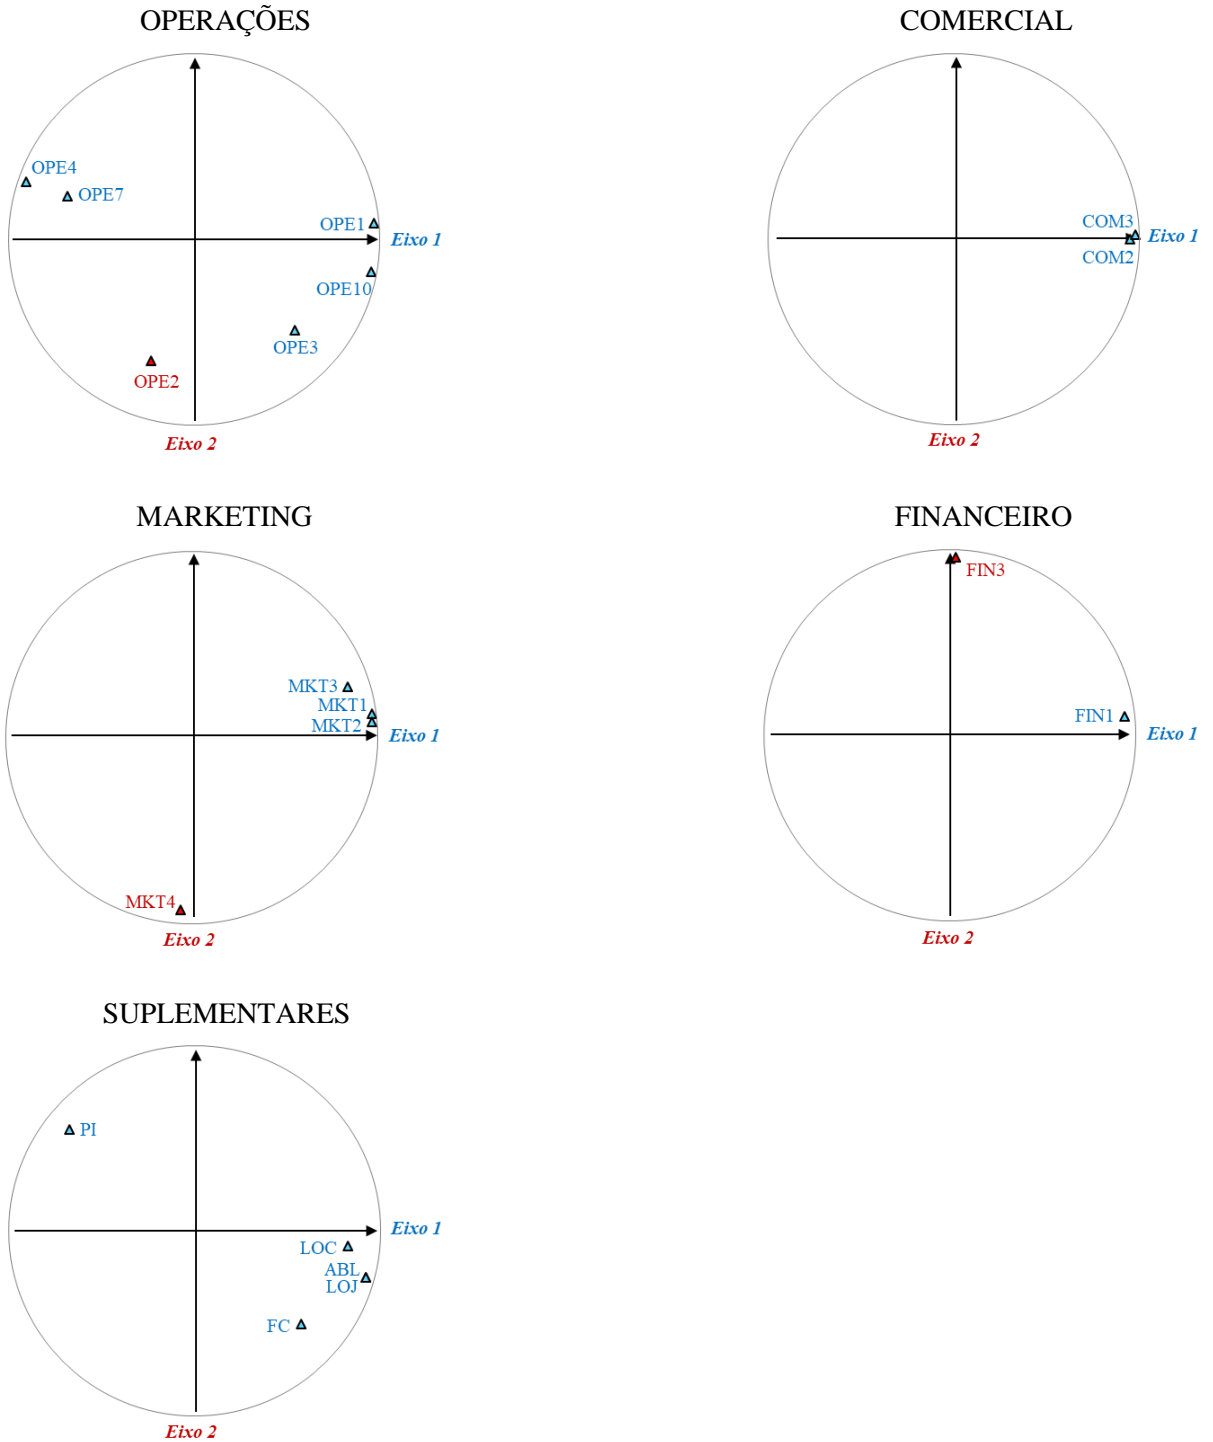 OPERAÇÕES
OPE4
OPE7
OPE1
Eixo 1
OPE10
OPE3
OPE2
Eixo 2
COMERCIAL
COM3
Eixo 1
COM2
Eixo 2
MARKETING
MKT3
MKT1
MKT2
Eixo 1
MKT4
Eixo 2
FINANCEIRO
FIN3
FIN1
Eixo 1
Eixo 2
SUPLEMENTARES
PI
Eixo 1
LOC
ABL
LOJ
FC
Eixo 2